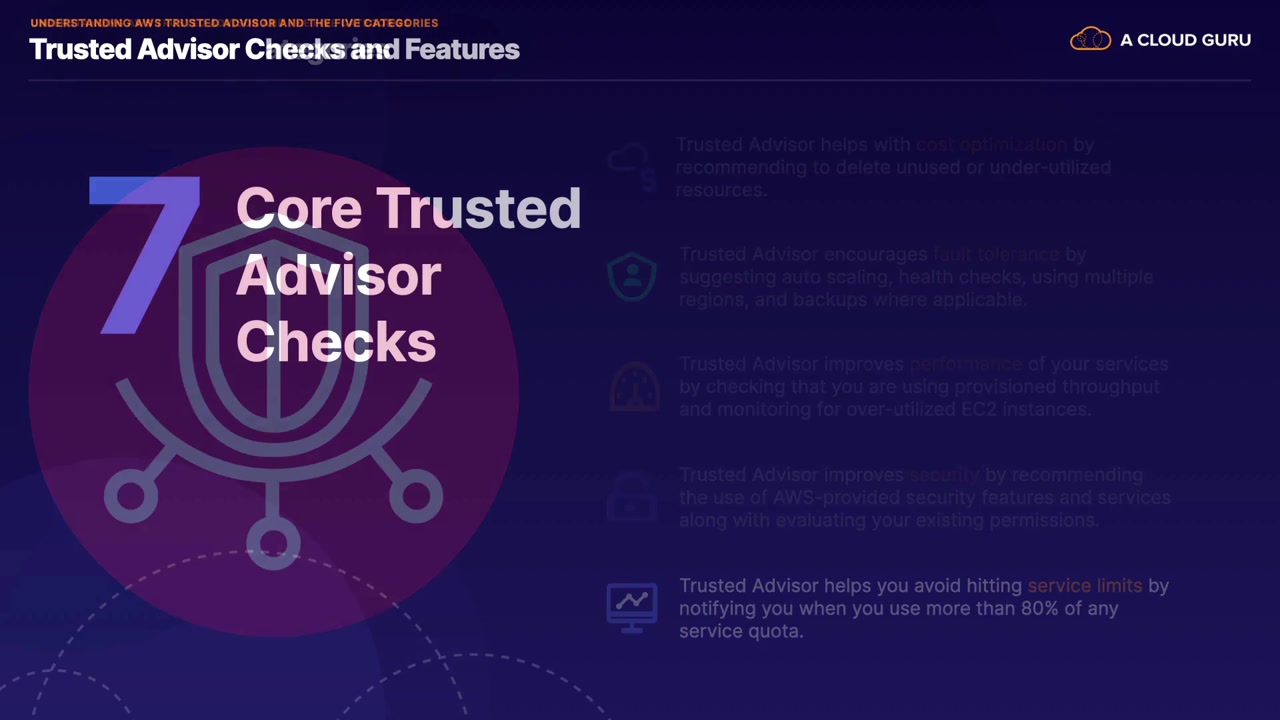 UNDERSTANDING AWS TRUSTED ADVISOR AND THE FIVE CATEGORIES
Trusted Advisor Checks and Features
A CLOUD GURU
7
Core Trusted
Advisor
Checks
Trusted Advisor helps with cost optimization by
recommending to delete unused or under-utilized
resources.
Trusted Advisor encourages fault tolerance by
suggesting auto scaling, health checks, using multiple
regions, and backups where applicable.
Trusted Advisor improves performance of your services
by checking that you are using provisioned throughput
and monitoring for over-utilized EC2 instances.
Trusted Advisor improves security by recommending
the use of AWS-provided security features and services
along with evaluating your existing permissions.
Trusted Advisor helps you avoid hitting service limits by
notifying you when you use more than 80% of any
service quota.